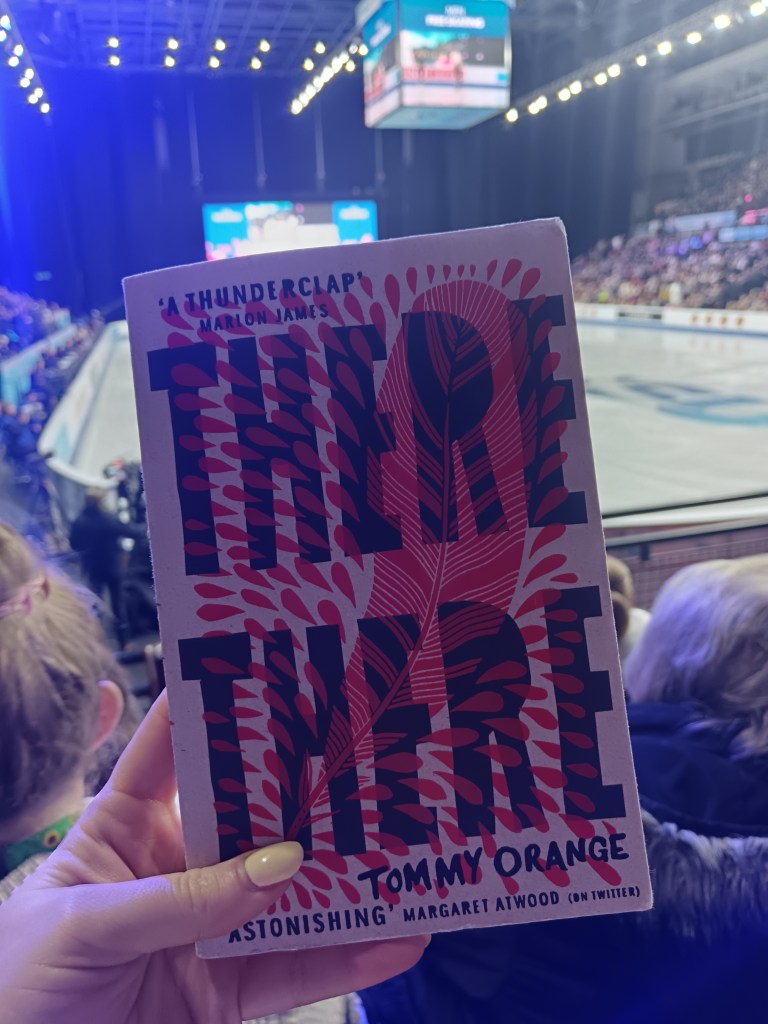 'A THUNDERCLAP'
MARLON JAMES
THERE
THERE
TOMMY ORANGE
ASTONISHING' MARGARET ATWOOD (ON TWITTER)